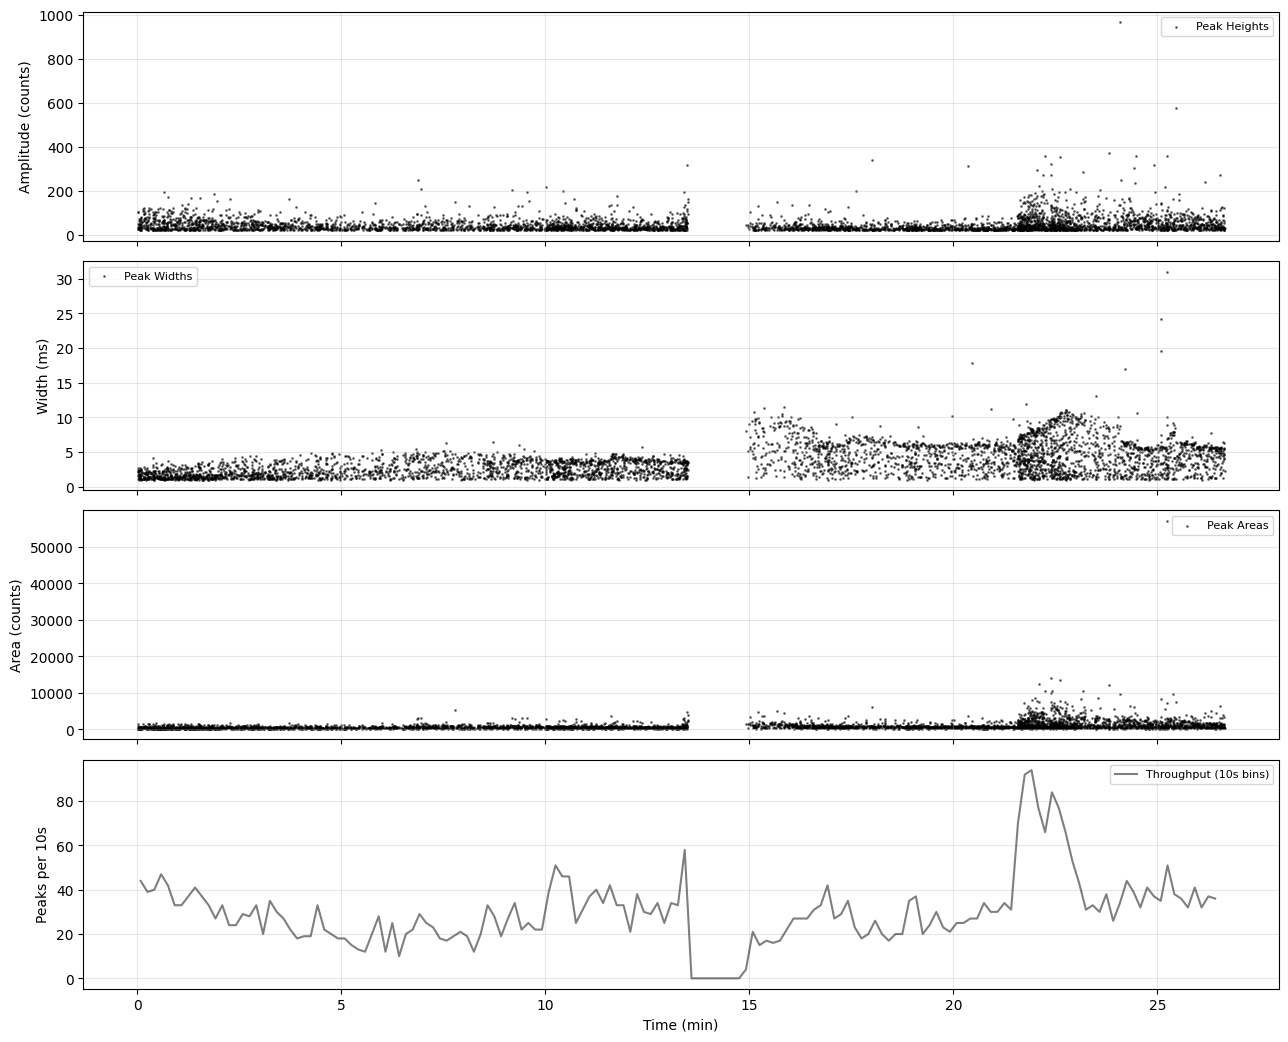 1000
800
600
400
200
0
Amplitude (counts)
Peak Heights
30
25
20
15
10
5
0
Width (ms)
Peak Widths
50000
40000
30000
20000
10000
0
Area (counts)
Peak Areas
80
60
40
20
0
Peaks per 10s
Throughput (10s bins)
0 5 10 15 20 25
Time (min)